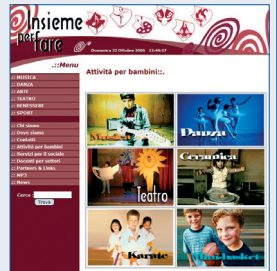 Insieme
per Fare
Domenica 22 Ottobre 2006 12:46:27
.::Menu
Attività per bambini::.
.:: MUSICA
.:: DANZA
.:: ARTE
.:: TEATRO
.:: BENESSERE
.:: SPORT
.:: Chi siamo
.:: Dove siamo
.:: Contatti
.:: Attività per bambini
.:: Servizi per il sociale
.:: Docenti per settori
.:: Partners & Links
.:: MP3
.:: News
Cerca :
Trova
Musica
Danza
Teatro
Ceramica
Karate
Mini-basket